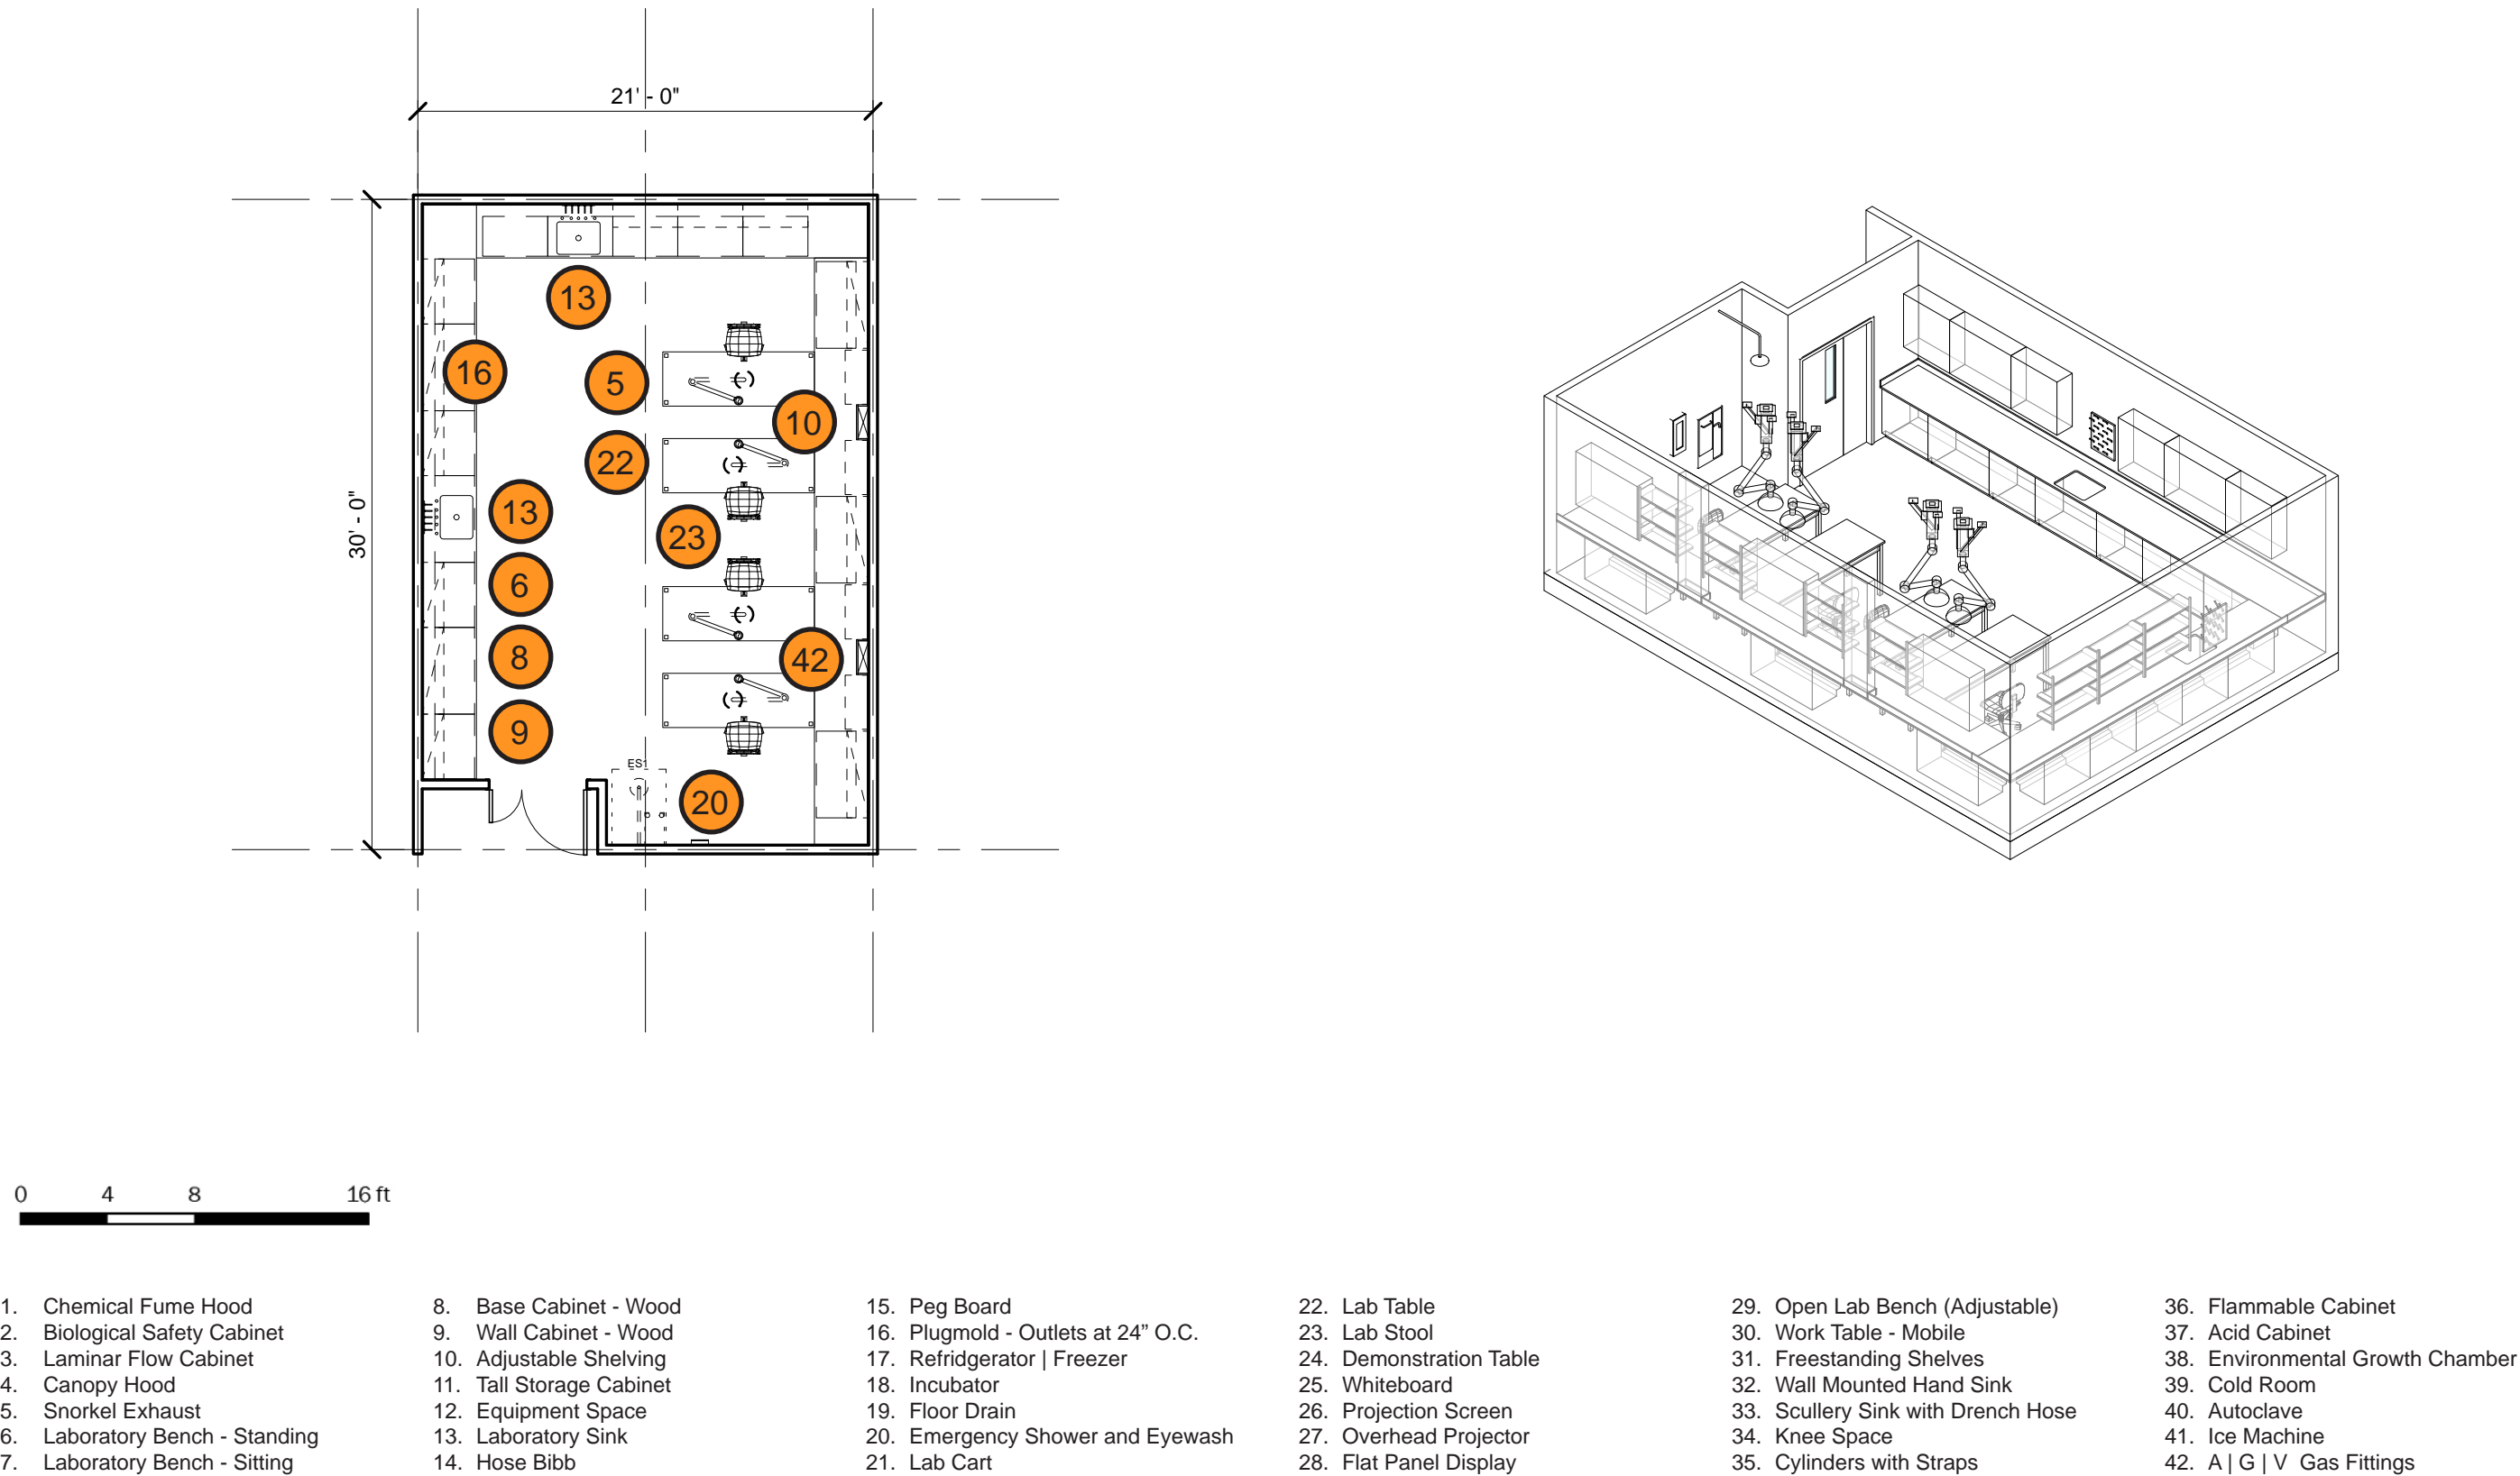 21' - 0"
30' - 0"
13
16
5
10
22
13
23
6
8
42
9
ES1
20
0 4 8 16 ft
1. Chemical Fume Hood
2. Biological Safety Cabinet
3. Laminar Flow Cabinet
4. Canopy Hood
5. Snorkel Exhaust
6. Laboratory Bench - Standing
7. Laboratory Bench - Sitting
8. Base Cabinet - Wood
9. Wall Cabinet - Wood
10. Adjustable Shelving
11. Tall Storage Cabinet
12. Equipment Space
13. Laboratory Sink
14. Hose Bibb
15. Peg Board
16. Plugmold - Outlets at 24” O.C.
17. Refridgerator | Freezer
18. Incubator
19. Floor Drain
20. Emergency Shower and Eyewash
21. Lab Cart
22. Lab Table
23. Lab Stool
24. Demonstration Table
25. Whiteboard
26. Projection Screen
27. Overhead Projector
28. Flat Panel Display
29. Open Lab Bench (Adjustable)
30. Work Table - Mobile
31. Freestanding Shelves
32. Wall Mounted Hand Sink
33. Scullery Sink with Drench Hose
34. Knee Space
35. Cylinders with Straps
36. Flammable Cabinet
37. Acid Cabinet
38. Environmental Growth Chamber
39. Cold Room
40. Autoclave
41. Ice Machine
42. A | G | V Gas Fittings